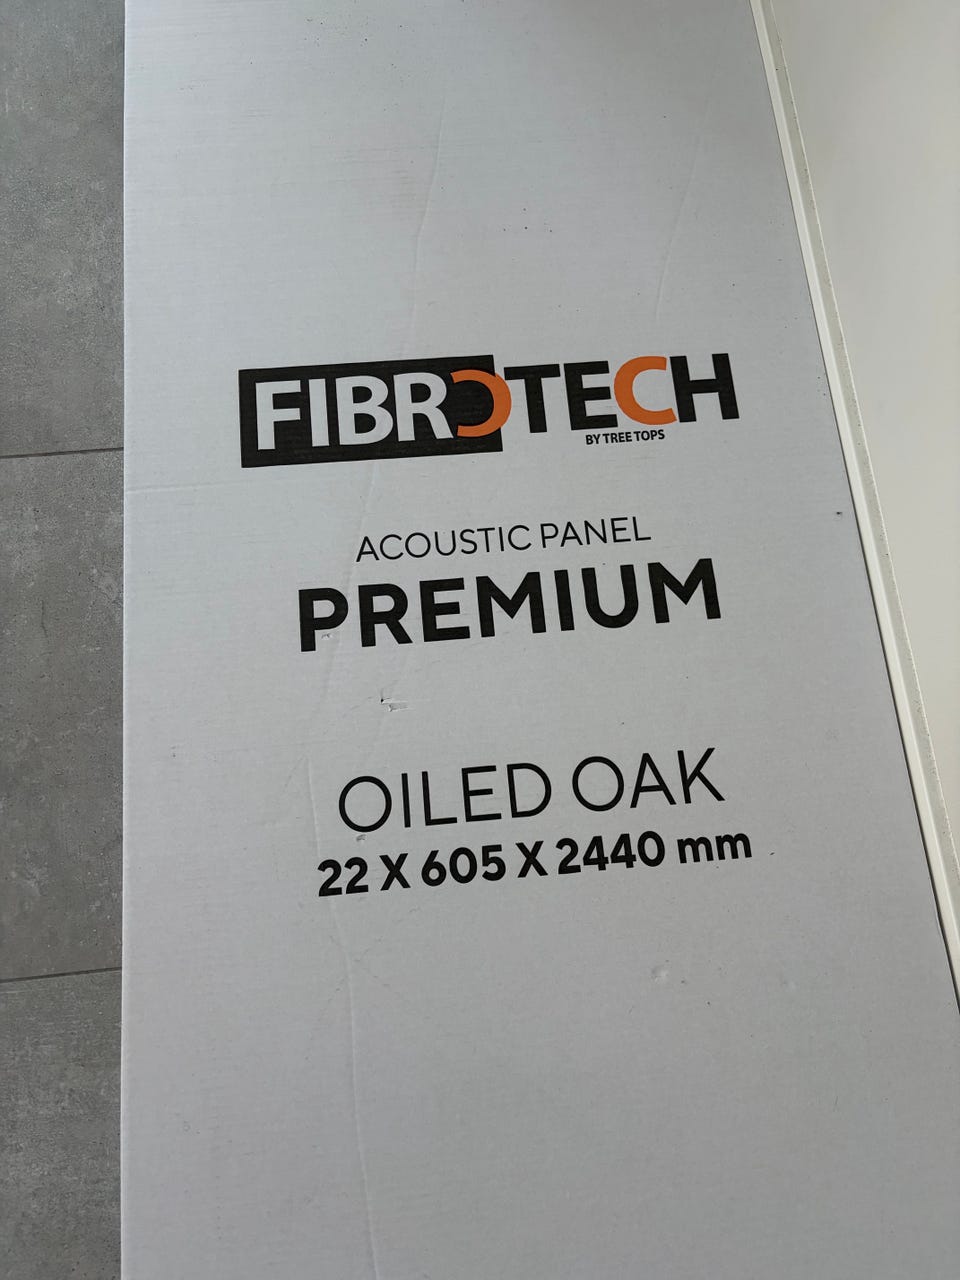 FIBROTECH
BY TREE TOPS
ACOUSTIC PANEL
PREMIUM
OILED OAK
22 X 605 X 2440 mm